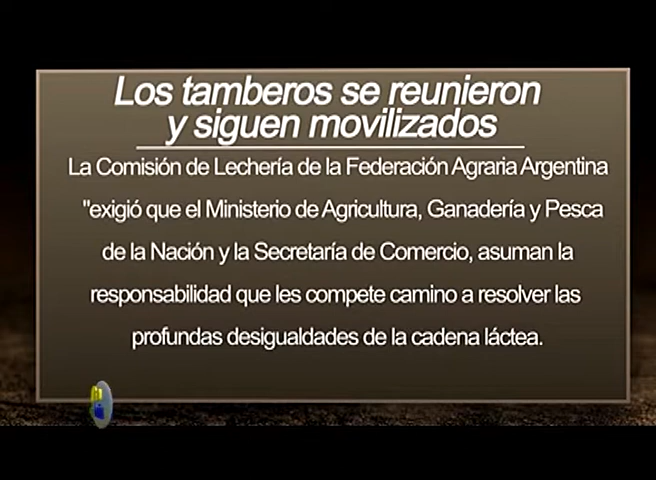 Los tamberos se reunieron
y siguen movilizados
La Comisión de Lechería de la Federación Agraria Argentina
"exigió que el Ministerio de Agricultura, Ganadería y Pesca
de la Nación y la Secretaría de Comercio, asuman la
responsabilidad que les compete camino a resolver las
profundas desigualdades de la cadena láctea.